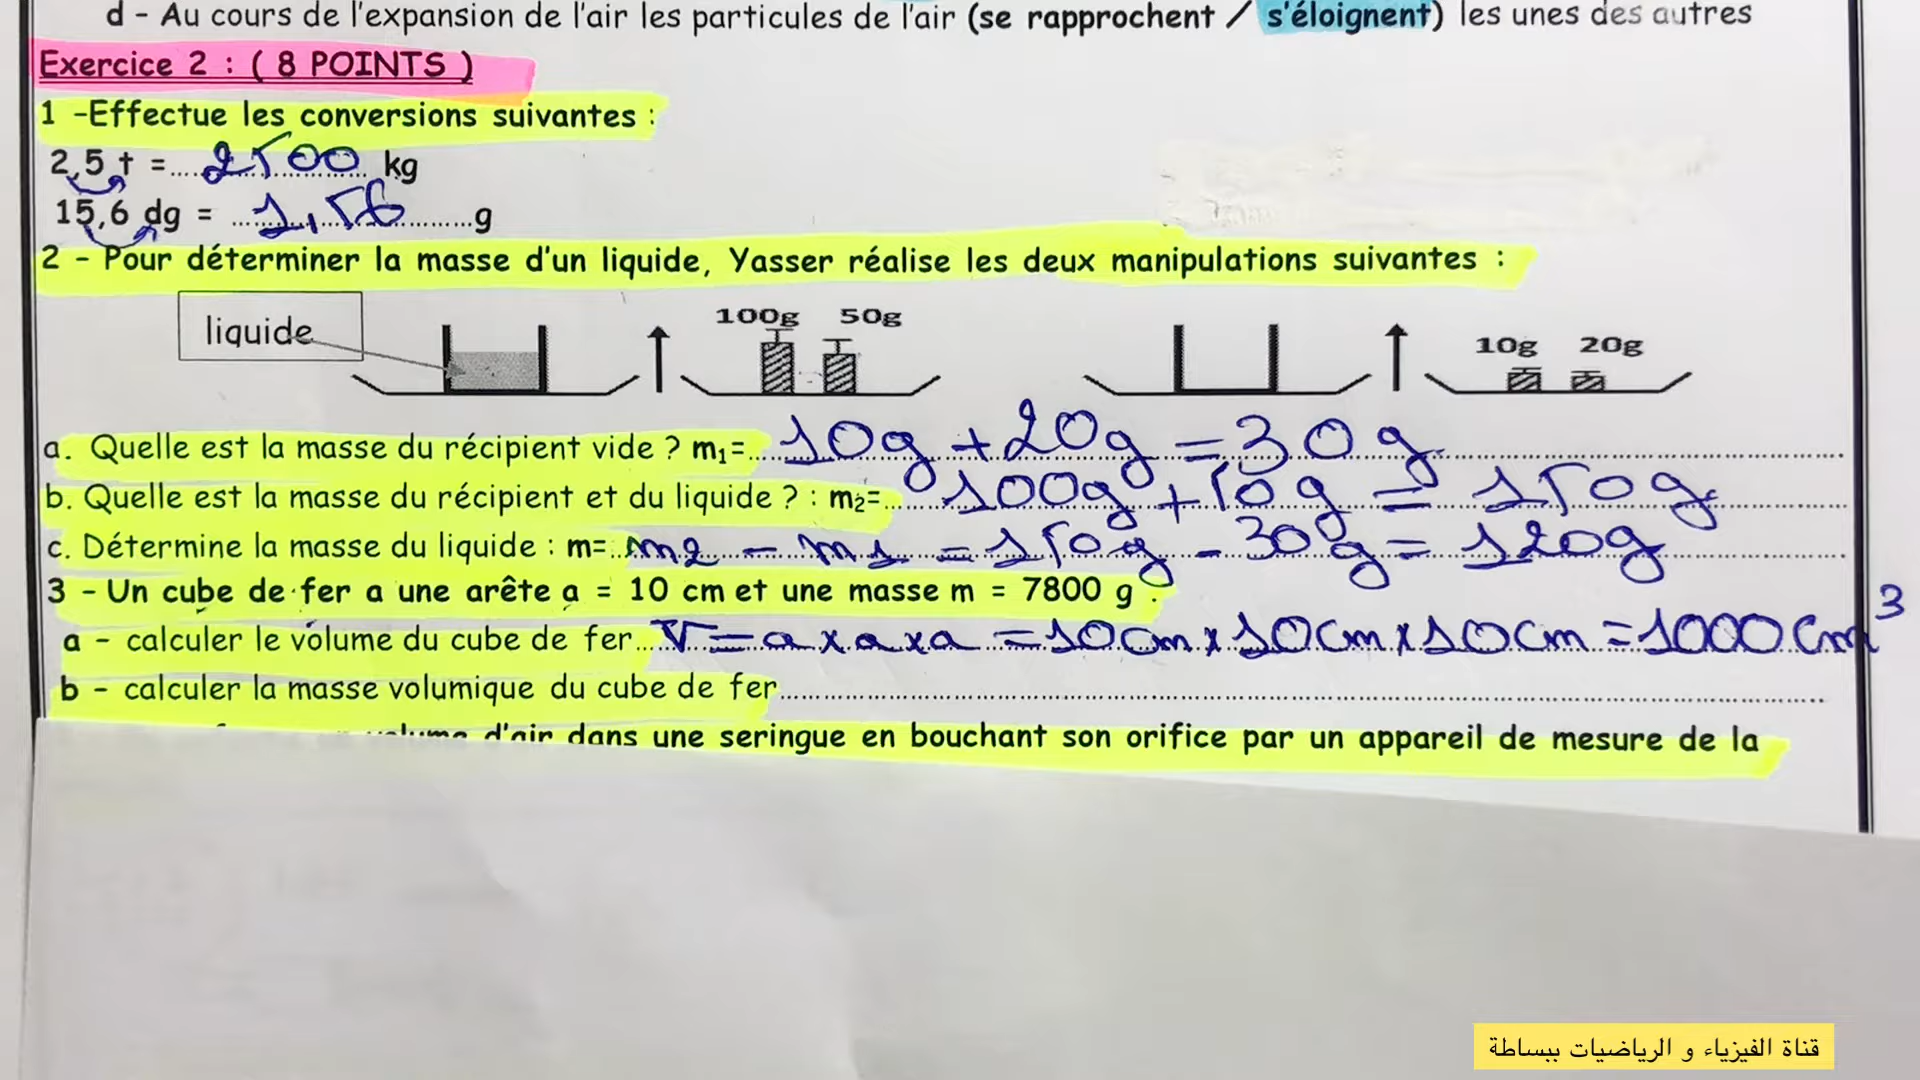 d - Au cours de l'expansion de l'air les particules de l'air (se rapprochent / s'éloignent) les unes des autres
Exercice 2 : ( 8 POINTS )
1 -Effectue les conversions suivantes :
2,5 t =....2500 kg
15,6 dg = ...1,56.......g
2 - Pour déterminer la masse d'un liquide, Yasser réalise les deux manipulations suivantes :
liquide
100g 50g
10g 20g
a. Quelle est la masse du récipient vide ? m₁=...10g + 20g = 30g
b. Quelle est la masse du récipient et du liquide ? : m₂=...100g + 50g = 150g
c. Détermine la masse du liquide : m=...m2 - m1 = 150g - 30g = 120g
3 - Un cube de fer a une arête a = 10 cm et une masse m = 7800 g .
a - calculer le volume du cube de fer...V = a x a x a = 10cm x 10cm x 10cm = 1000 cm³
b - calculer la masse volumique du cube de fer..........
d'air dans une seringue en bouchant son orifice par un appareil de mesure de la
قناة الفيزياء و الرياضيات ببساطة